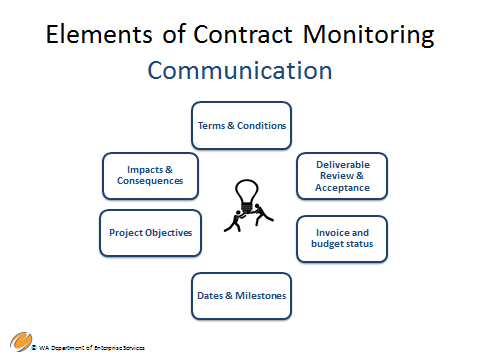 Elements of Contract Monitoring
Communication
Terms & Conditions
Impacts &
Consequences
Deliverable
Review &
Acceptance
Project Objectives
Invoice and
budget status
Dates & Milestones
© WA Department of Enterprise Services